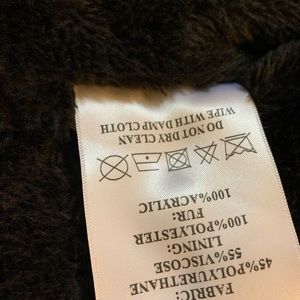 FABRIC:
45%POLYURETHANE
55%VISCOSE
LINING:
100%POLYESTER
FUR:
100%ACRYLIC
DO NOT DRY CLEAN
WIPE WITH DAMP CLOTH